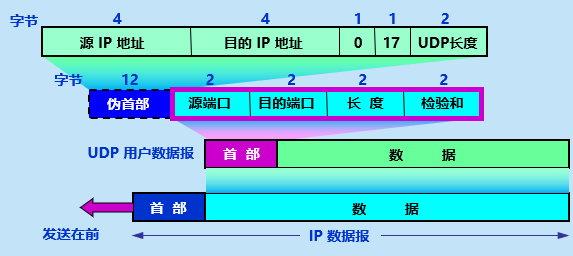 字节 4 4 1 1 2
源 IP 地址 目的 IP 地址 0 17 UDP长度
字节 12 2 2 2 2
伪首部 源端口 目的端口 长 度 检验和
UDP 用户数据报 首 部 数 据
首 部 数 据
发送在前 IP 数据报